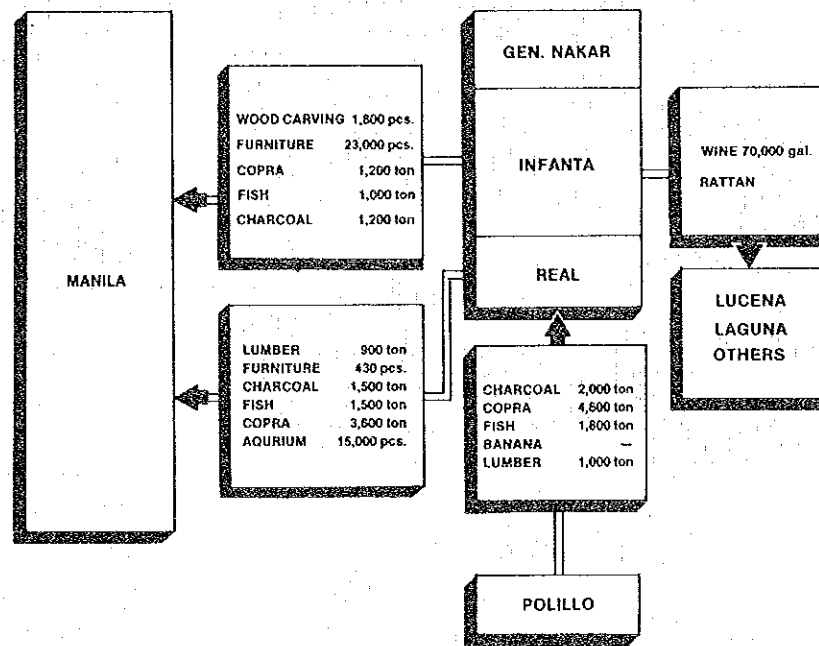 MANILA
WOOD CARVING 1,800 pcs.
FURNITURE 23,000 pcs.
COPRA 1,200 ton
FISH 1,000 ton
CHARCOAL 1,200 ton
LUMBER 900 ton
FURNITURE 430 pcs.
CHARCOAL 1,500 ton
FISH 1,500 ton
COPRA 3,600 ton
AQURIUM 15,000 pcs.
GEN. NAKAR
INFANTA
REAL
CHARCOAL 2,000 ton
COPRA 4,600 ton
FISH 1,800 ton
BANANA —
LUMBER 1,000 ton
POLILLO
WINE 70,000 gal.
RATTAN
LUCENA
LAGUNA
OTHERS